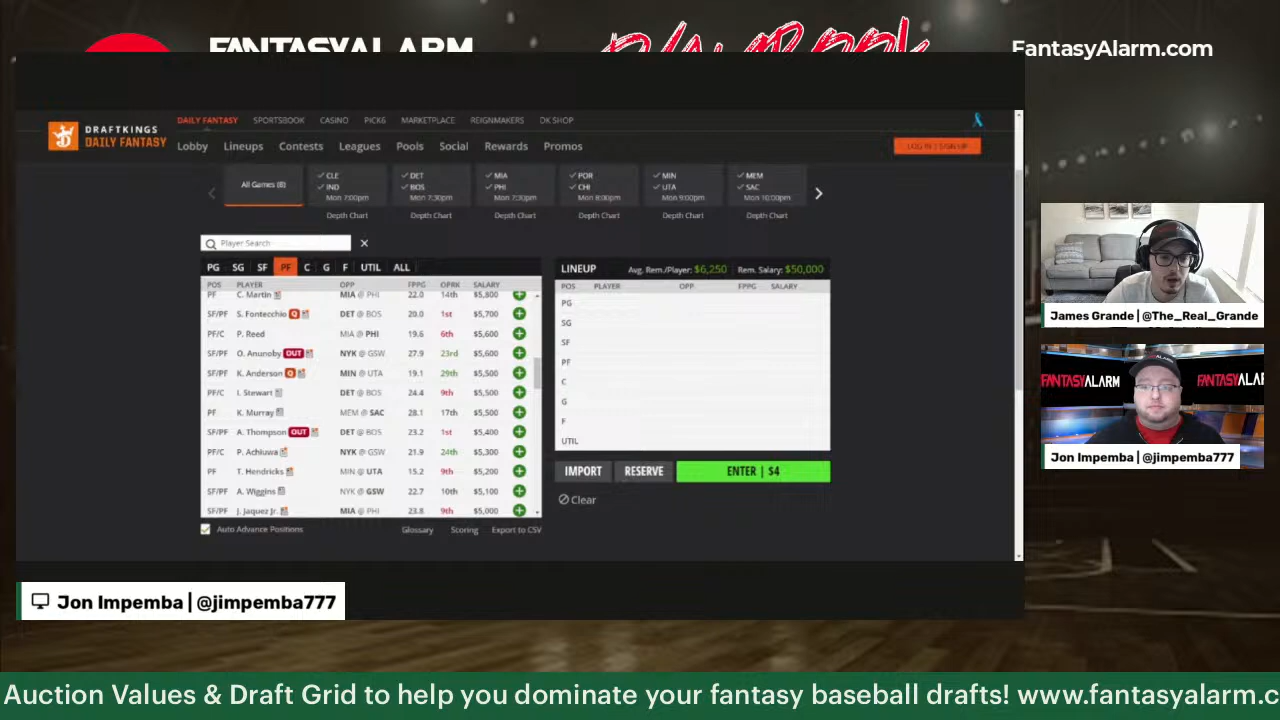 FANTASYALARM
PLAYBOOK
FantasyAlarm.com
DRAFTKINGS
DAILY FANTASY
DAILY FANTASY SPORTSBOOK CASINO PICK6 MARKETPLACE REIGNMAKERS DK SHOP
Lobby Lineups Contests Leagues Pools Social Rewards Promos
LOG IN | SIGN UP
All Games (8)
CLE IND Mon 7:00pm Depth Chart
DET BOS Mon 7:30pm Depth Chart
MIA PHI Mon 7:30pm Depth Chart
POR CHI Mon 8:00pm Depth Chart
MIN UTA Mon 9:00pm Depth Chart
MEM SAC Mon 10:00pm Depth Chart
Player Search
PG SG SF PF C G F UTIL ALL
POS PLAYER OPP FPPG OPRK SALARY
PF C. Martin MIA @ PHI 22.0 14th $5,800
SF/PF S. Fontecchio Q DET @ BOS 20.0 1st $5,700
PF/C P. Reed MIA @ PHI 19.6 6th $5,600
SF/PF O. Anunoby OUT NYK @ GSW 27.9 23rd $5,600
SF/PF K. Anderson Q MIN @ UTA 19.1 29th $5,500
PF/C I. Stewart DET @ BOS 24.4 9th $5,500
PF K. Murray MEM @ SAC 28.1 17th $5,500
SF/PF A. Thompson OUT DET @ BOS 23.2 1st $5,400
PF/C P. Achiuwa NYK @ GSW 21.9 24th $5,300
PF T. Hendricks MIN @ UTA 15.2 9th $5,200
SF/PF A. Wiggins NYK @ GSW 22.7 10th $5,100
SF/PF J. Jaquez Jr. MIA @ PHI 23.8 9th $5,000
Auto Advance Positions Glossary Scoring Export to CSV
LINEUP Avg. Rem./Player: $6,250 Rem. Salary: $50,000
POS PLAYER OPP FPPG SALARY
PG
SG
SF
PF
C
G
F
UTIL
IMPORT RESERVE ENTER | $4
Clear
James Grande | @The_Real_Grande
FANTASYALARM FANTASYALAR
Jon Impemba | @jimpemba777
Jon Impemba | @jimpemba777
Auction Values & Draft Grid to help you dominate your fantasy baseball drafts! www.fantasyalarm.c